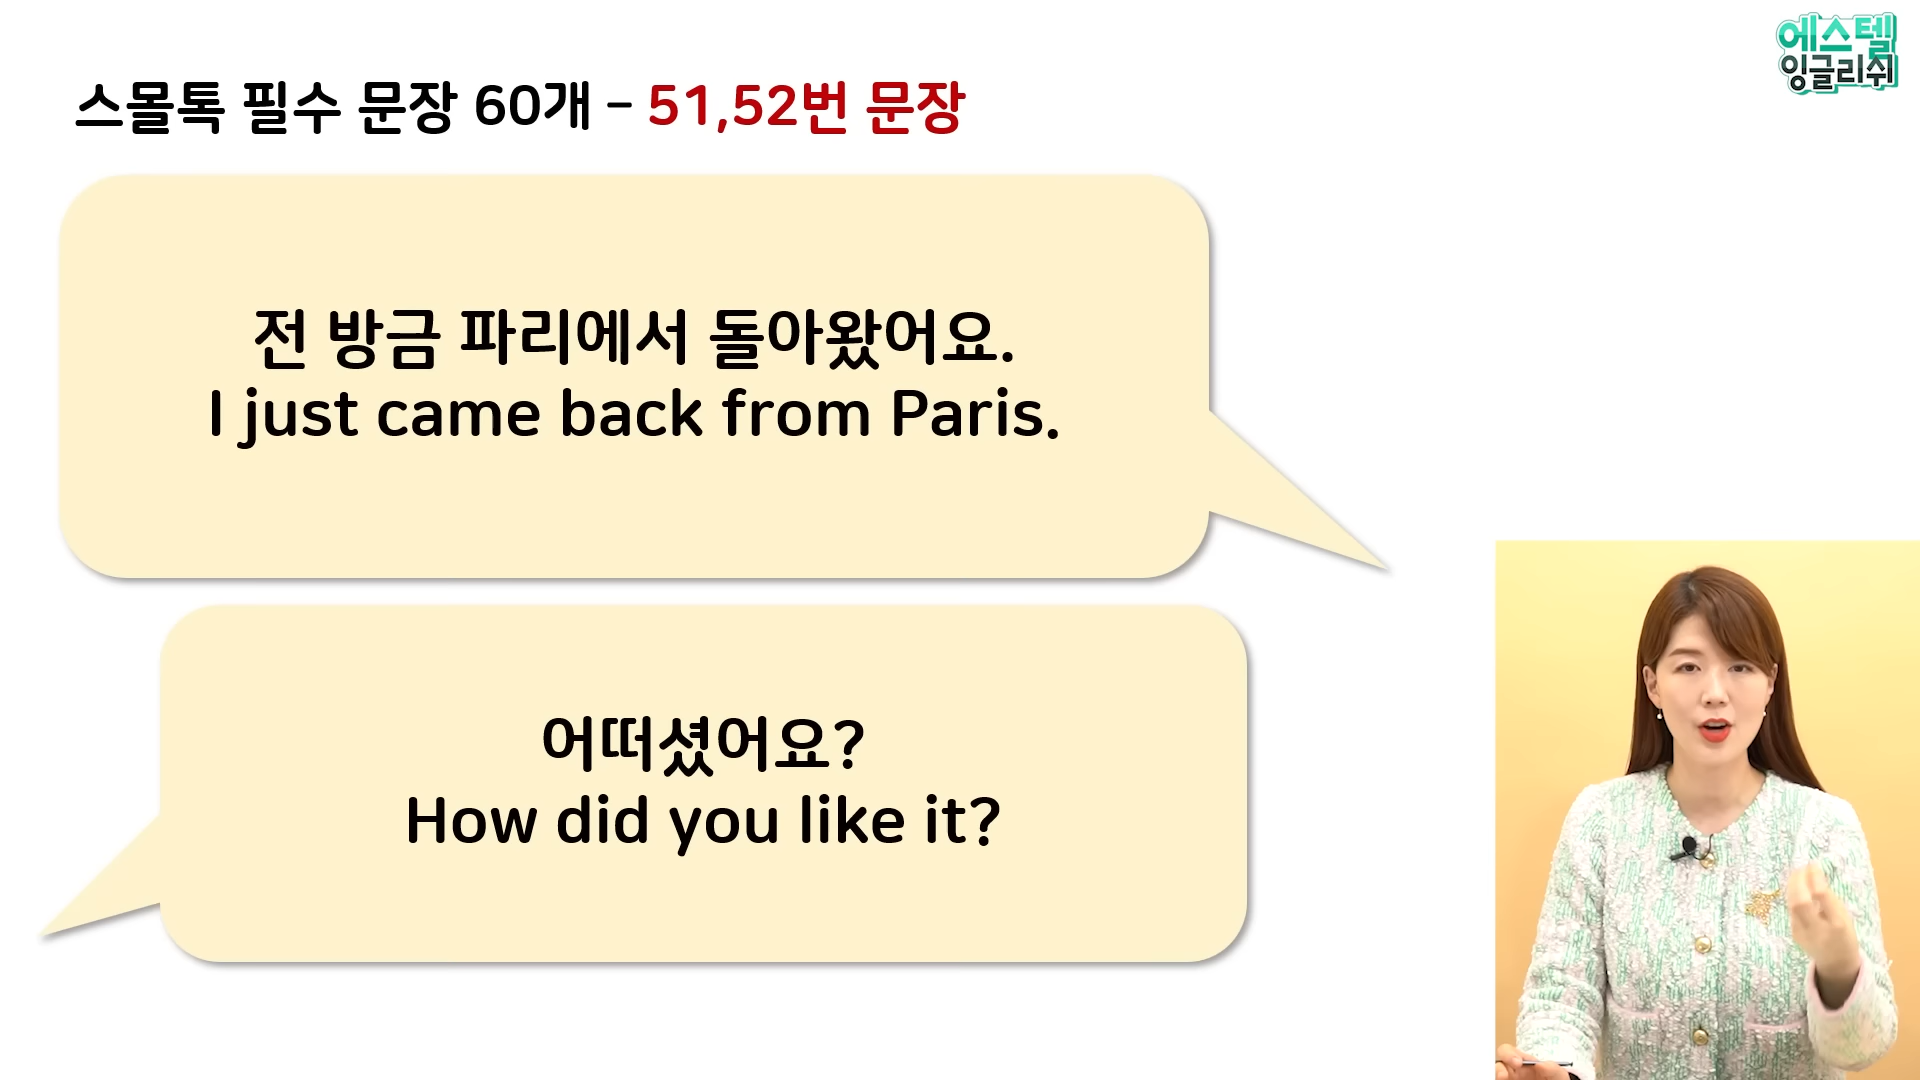 에스텔
잉글리쉬
스몰톡 필수 문장 60개 – 51,52번 문장
전 방금 파리에서 돌아왔어요.
I just came back from Paris.
어떠셨어요?
How did you like it?